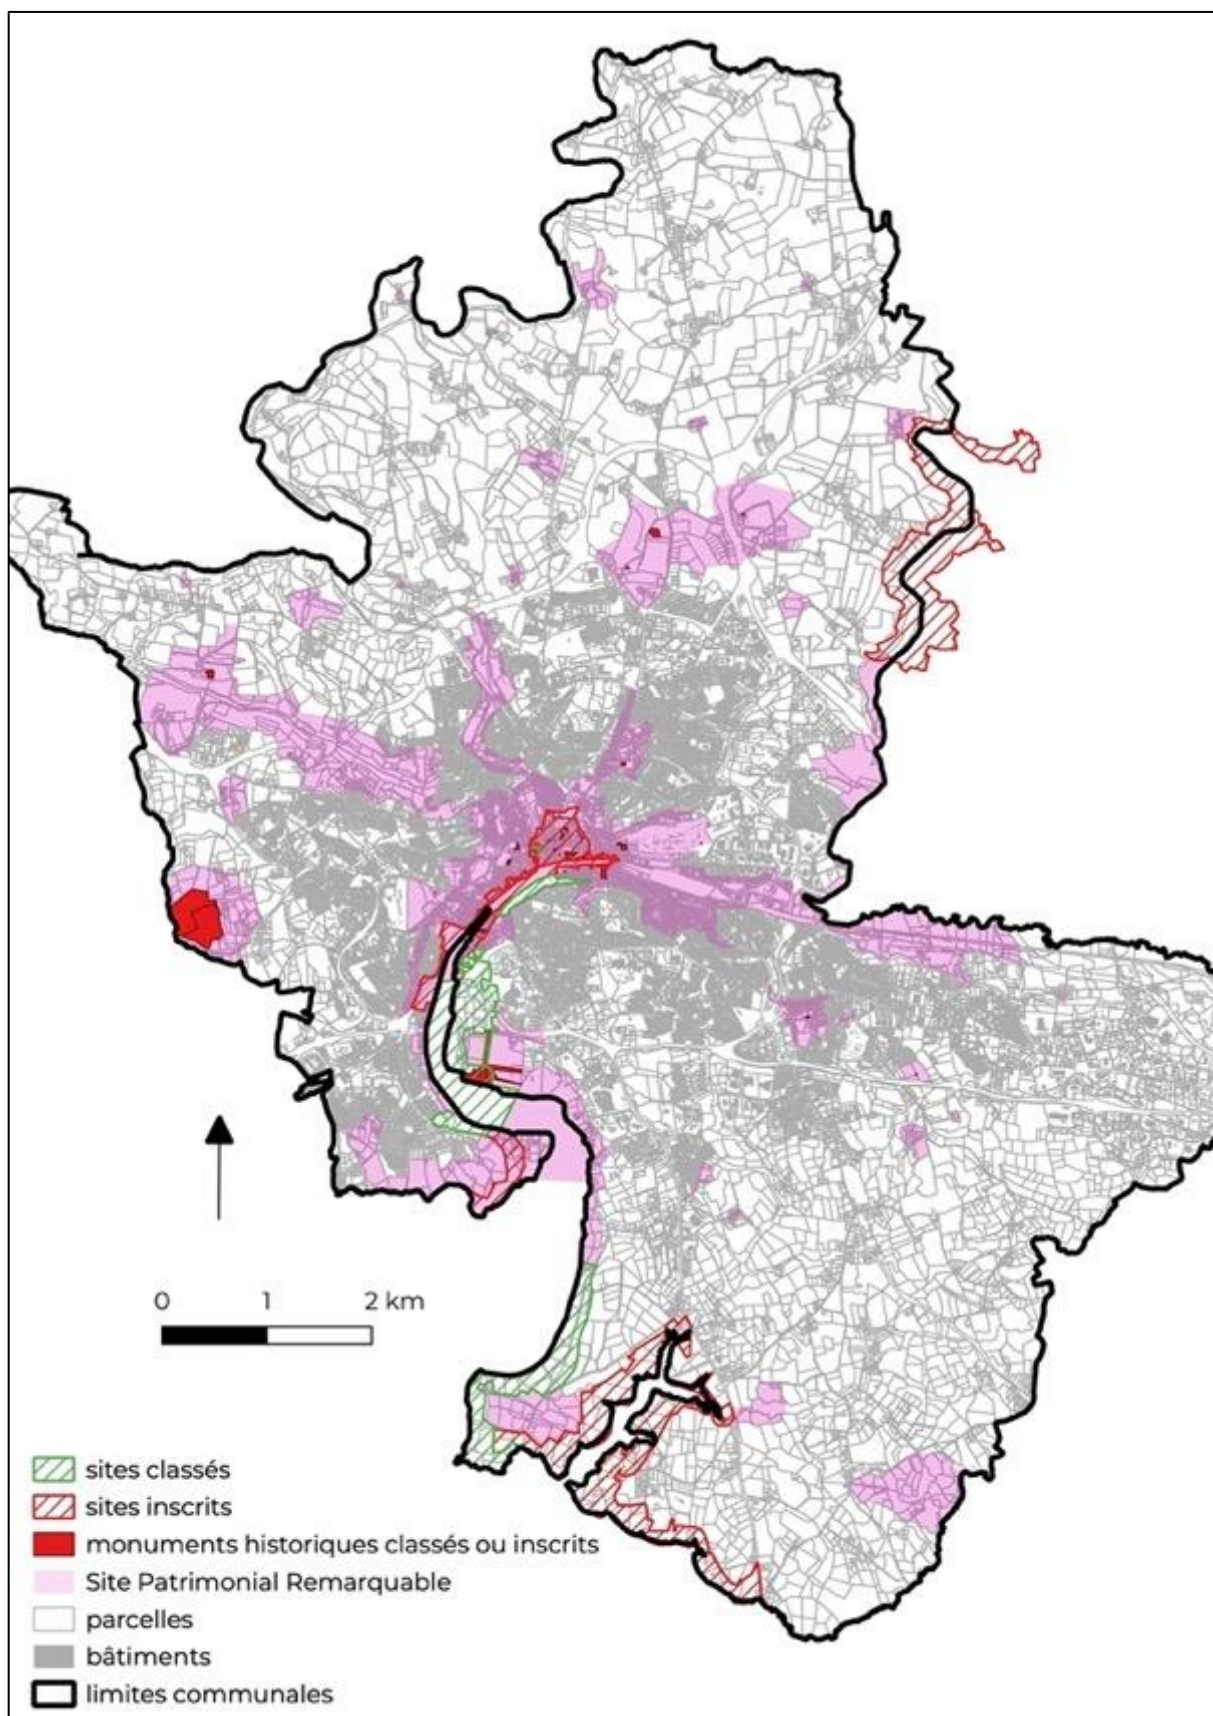 0 1 2 km
sites classés
sites inscrits
monuments historiques classés ou inscrits
Site Patrimonial Remarquable
parcelles
bâtiments
limites communales